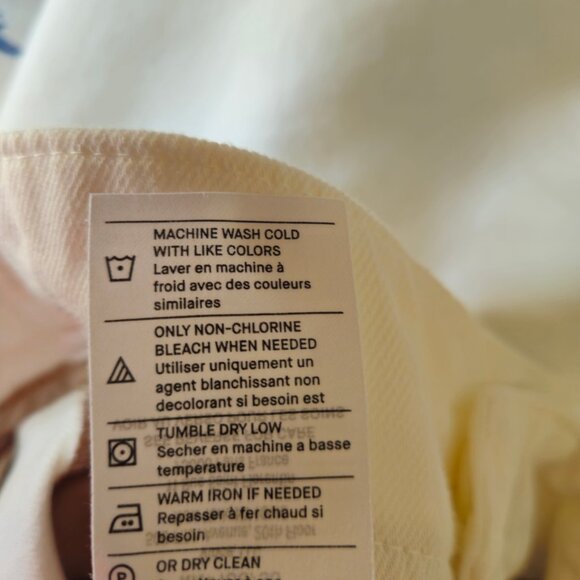 MACHINE WASH COLD
WITH LIKE COLORS
Laver en machine à
froid avec des couleurs
similaires
ONLY NON-CHLORINE
BLEACH WHEN NEEDED
Utiliser uniquement un
agent blanchissant non
decolorant si besoin est
TUMBLE DRY LOW
Secher en machine a basse
température
WARM IRON IF NEEDED
Repasser à fer chaud si
besoin
P
OR DRY CLEAN